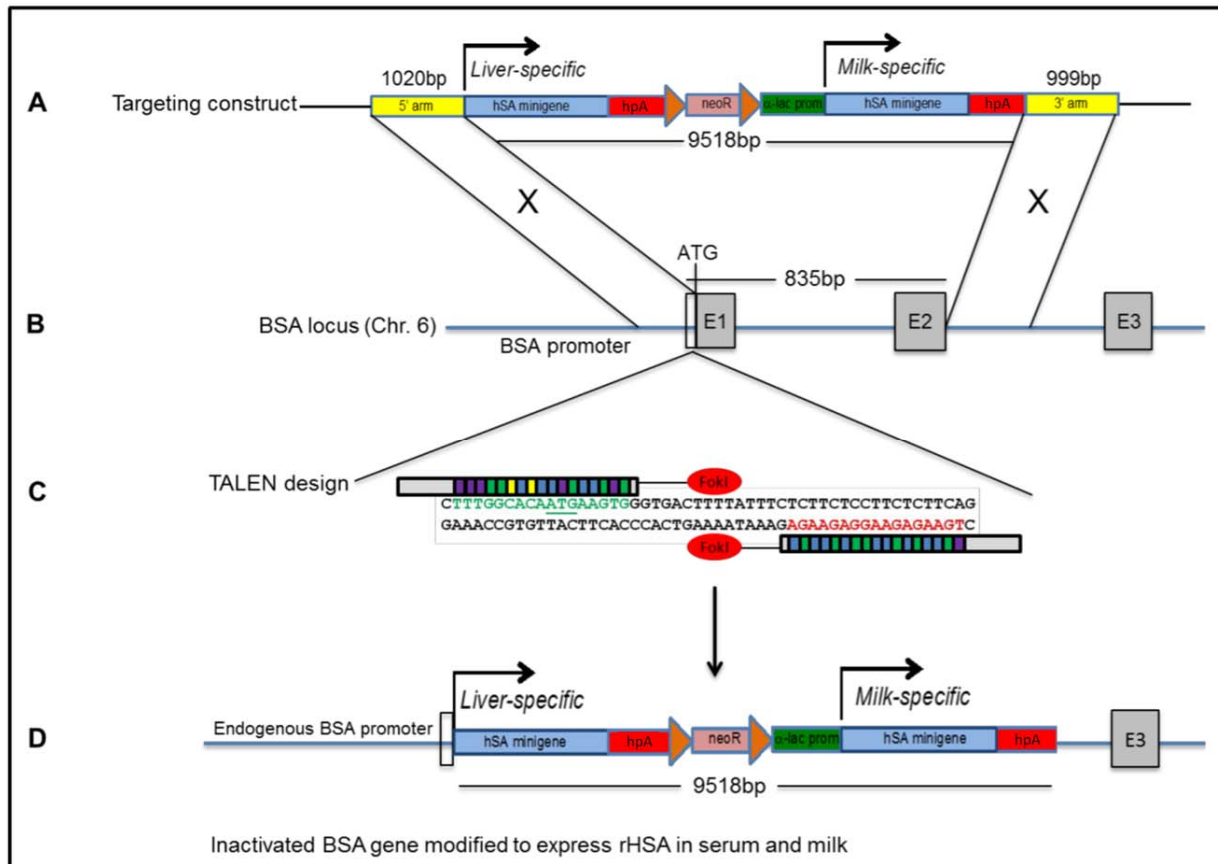 1020bp
Liver-specific
Milk-specific
999bp
A
Targeting construct
5' arm
hSA minigene
hpA
neoR
α-lac prom
hSA minigene
hpA
3' arm
9518bp
X
X
ATG
835bp
B
BSA locus (Chr. 6)
E1
E2
E3
BSA promoter
TALEN design
C
FokI
CTTTGGCACAATGAAGTGGGTGACTTTTATTTCTCTTCTCCTTCTCTTCAG
GAAACCGTGTTACTTCACCCACTGAAAATAAAGAGAAGAGGAAGAGAAGTC
FokI
Liver-specific
Milk-specific
Endogenous BSA promoter
D
hSA minigene
hpA
neoR
α-lac prom
hSA minigene
hpA
E3
9518bp
Inactivated BSA gene modified to express rHSA in serum and milk